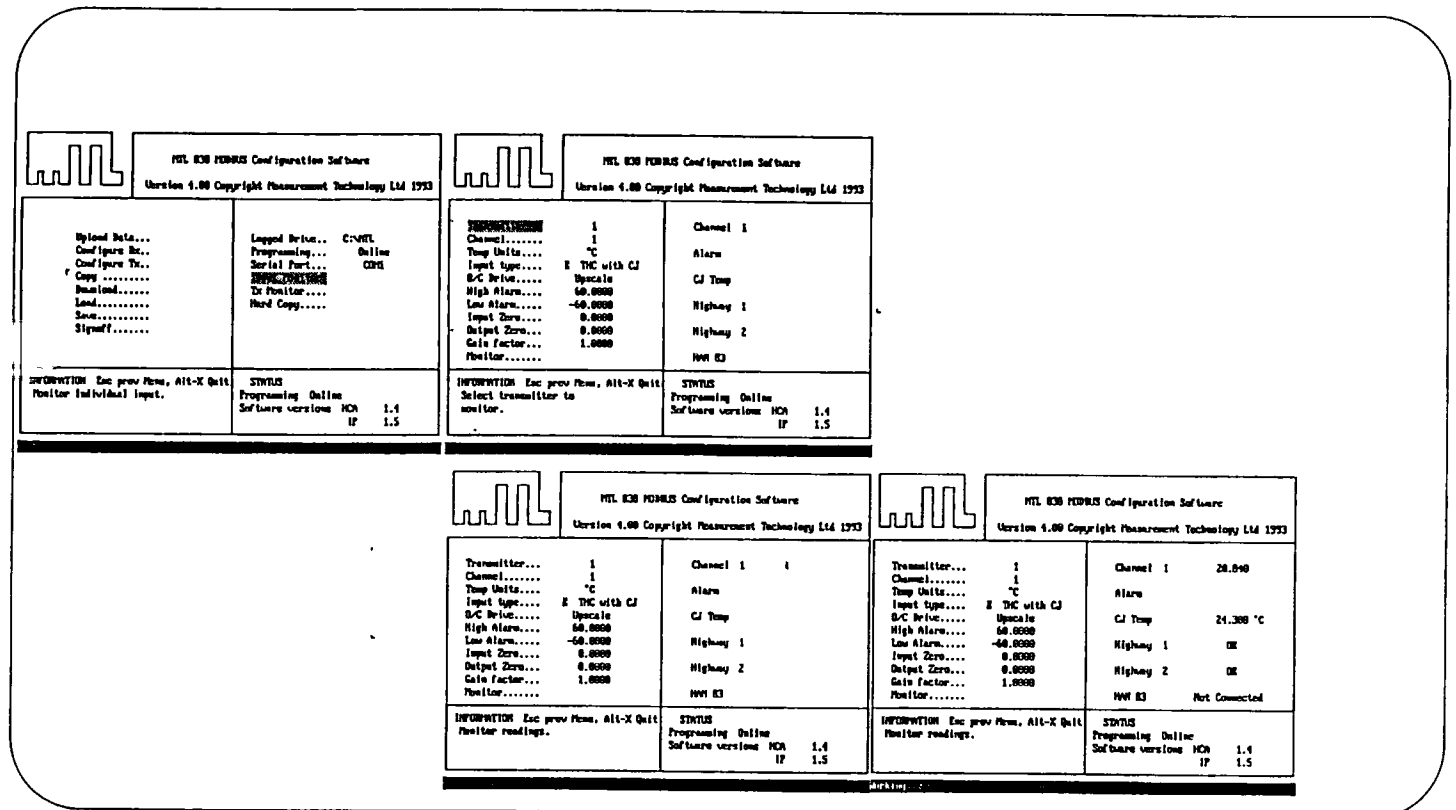 MTL 838 MODBUS Configuration Software
Version 4.00 Copyright Measurement Technology Ltd 1993
Upload Data...
Configure Rx..
Configure Tx..
Copy .........
Download......
Load..........
Save..........
Signoff.......
Logged Drive.. C:\MTL
Programming... Online
Serial Port... COM1
Tx Monitor....
Hard Copy.....
INFORMATION Esc prev Menu, Alt-X Quit
Monitor individual input.
STATUS
Programming Online
Software versions HCA 1.4
IP 1.5
MTL 838 MODBUS Configuration Software
Version 4.00 Copyright Measurement Technology Ltd 1993
1
Channel....... 1
Temp Units.... °C
Input type.... E THC with CJ
O/C Drive..... Upscale
High Alarm.... 60.0000
Low Alarm..... -60.0000
Input Zero.... 0.0000
Output Zero... 0.0000
Gain factor... 1.0000
Monitor.......
Channel 1
Alarm
CJ Temp
Highway 1
Highway 2
HAM 83
INFORMATION Esc prev Menu, Alt-X Quit
Select transmitter to
monitor.
STATUS
Programming Online
Software versions HCA 1.4
IP 1.5
MTL 838 MODBUS Configuration Software
Version 4.00 Copyright Measurement Technology Ltd 1993
Transmitter... 1
Channel....... 1
Temp Units.... °C
Input type.... E THC with CJ
O/C Drive..... Upscale
High Alarm.... 60.0000
Low Alarm..... -60.0000
Input Zero.... 0.0000
Output Zero... 0.0000
Gain factor... 1.0000
Monitor.......
Channel 1
Alarm
CJ Temp
Highway 1
Highway 2
HAM 83
INFORMATION Esc prev Menu, Alt-X Quit
Monitor readings.
STATUS
Programming Online
Software versions HCA 1.4
IP 1.5
MTL 838 MODBUS Configuration Software
Version 4.00 Copyright Measurement Technology Ltd 1993
Transmitter... 1
Channel....... 1
Temp Units.... °C
Input type.... E THC with CJ
O/C Drive..... Upscale
High Alarm.... 60.0000
Low Alarm..... -60.0000
Input Zero.... 0.0000
Output Zero... 0.0000
Gain factor... 1.0000
Monitor.......
Channel 1 20.840
Alarm
CJ Temp 24.300 °C
Highway 1 OK
Highway 2 OK
HAM 83 Not Connected
INFORMATION Esc prev Menu, Alt-X Quit
Monitor readings.
STATUS
Programming Online
Software versions HCA 1.4
IP 1.5
Working